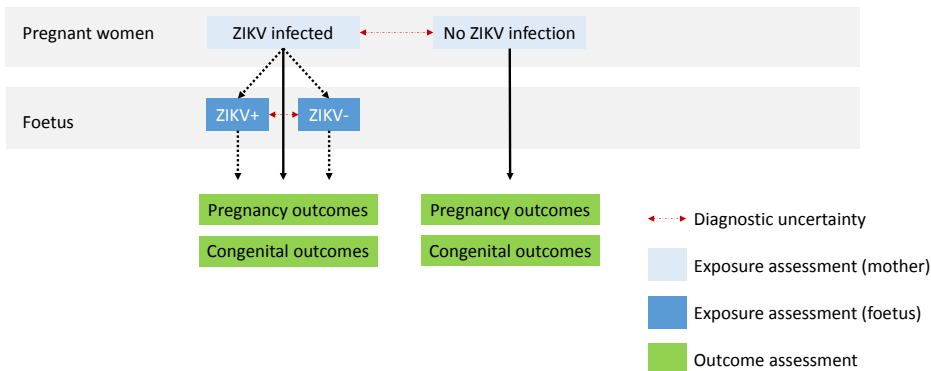 Pregnant women
ZIKV infected
No ZIKV infection
Foetus
ZIKV+
ZIKV-
Pregnancy outcomes
Pregnancy outcomes
Congenital outcomes
Congenital outcomes
Diagnostic uncertainty
Exposure assessment (mother)
Exposure assessment (foetus)
Outcome assessment